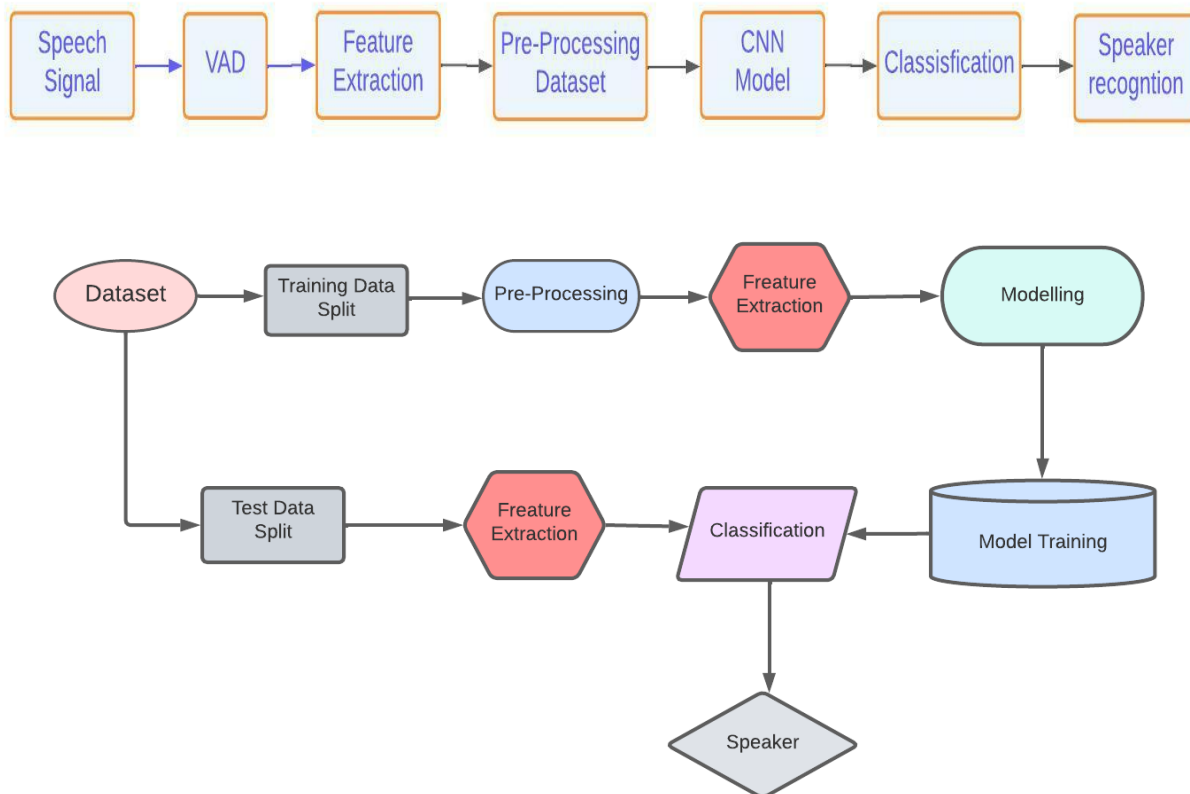 Speech
Signal
VAD
Feature
Extraction
Pre-Processing
Dataset
CNN
Model
Classisfication
Speaker
recogntion
Dataset
Training Data
Split
Pre-Processing
Freature
Extraction
Modelling
Test Data
Split
Freature
Extraction
Classification
Model Training
Speaker